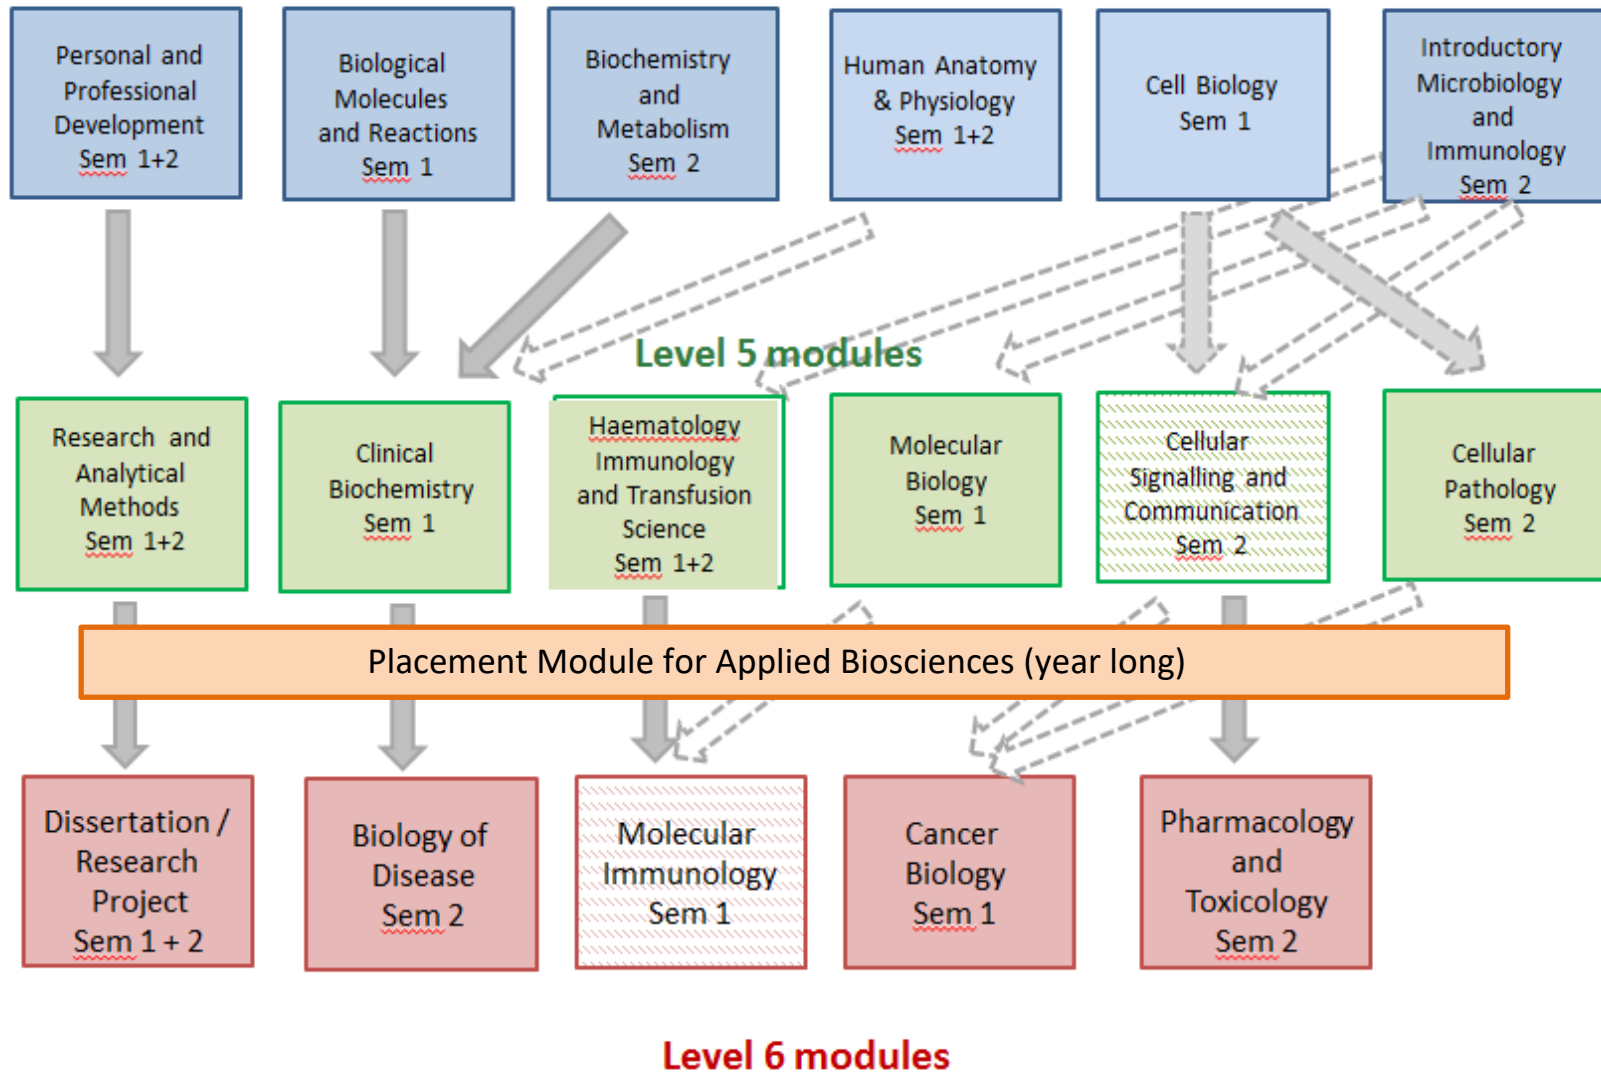 Personal and
Professional
Development
Sem 1+2
Biological
Molecules
and Reactions
Sem 1
Biochemistry
and
Metabolism
Sem 2
Human Anatomy
& Physiology
Sem 1+2
Cell Biology
Sem 1
Introductory
Microbiology
and
Immunology
Sem 2
Level 5 modules
Research and
Analytical
Methods
Sem 1+2
Clinical
Biochemistry
Sem 1
Haematology
Immunology
and Transfusion
Science
Sem 1+2
Molecular
Biology
Sem 1
Cellular
Signalling and
Communication
Sem 2
Cellular
Pathology
Sem 2
Placement Module for Applied Biosciences (year long)
Dissertation /
Research
Project
Sem 1 + 2
Biology of
Disease
Sem 2
Molecular
Immunology
Sem 1
Cancer
Biology
Sem 1
Pharmacology
and
Toxicology
Sem 2
Level 6 modules